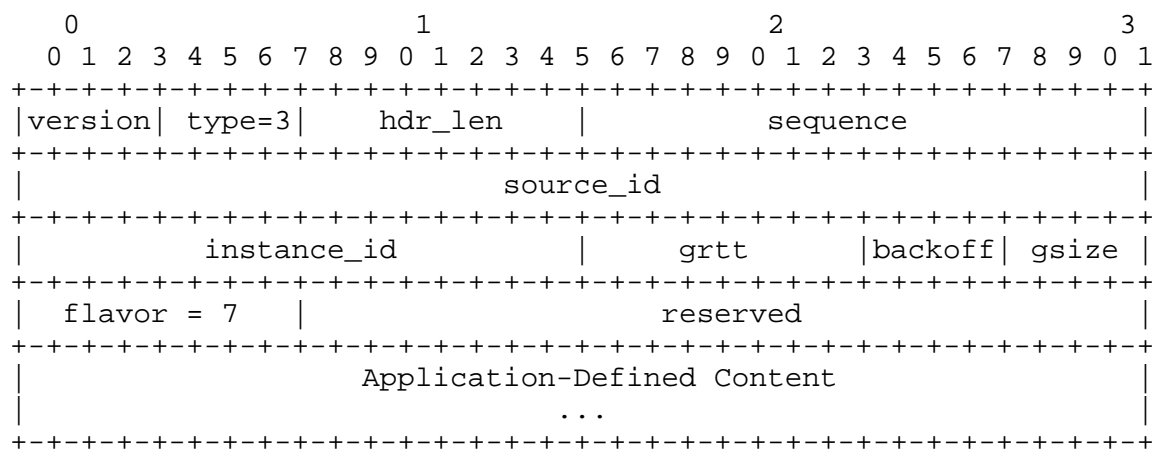 0                   1                   2                   3
    0 1 2 3 4 5 6 7 8 9 0 1 2 3 4 5 6 7 8 9 0 1 2 3 4 5 6 7 8 9 0 1
   +-+-+-+-+-+-+-+-+-+-+-+-+-+-+-+-+-+-+-+-+-+-+-+-+-+-+-+-+-+-+-+-+
   |version| type=3|    hdr_len    |          sequence             |
   +-+-+-+-+-+-+-+-+-+-+-+-+-+-+-+-+-+-+-+-+-+-+-+-+-+-+-+-+-+-+-+-+
   |                           source_id                           |
   +-+-+-+-+-+-+-+-+-+-+-+-+-+-+-+-+-+-+-+-+-+-+-+-+-+-+-+-+-+-+-+-+
   |          instance_id          |     grtt      |backoff| gsize |
   +-+-+-+-+-+-+-+-+-+-+-+-+-+-+-+-+-+-+-+-+-+-+-+-+-+-+-+-+-+-+-+-+
   |  flavor = 7   |                    reserved                   |
   +-+-+-+-+-+-+-+-+-+-+-+-+-+-+-+-+-+-+-+-+-+-+-+-+-+-+-+-+-+-+-+-+
   |                   Application-Defined Content                 |
   |                              ...                              |
   +-+-+-+-+-+-+-+-+-+-+-+-+-+-+-+-+-+-+-+-+-+-+-+-+-+-+-+-+-+-+-+-+